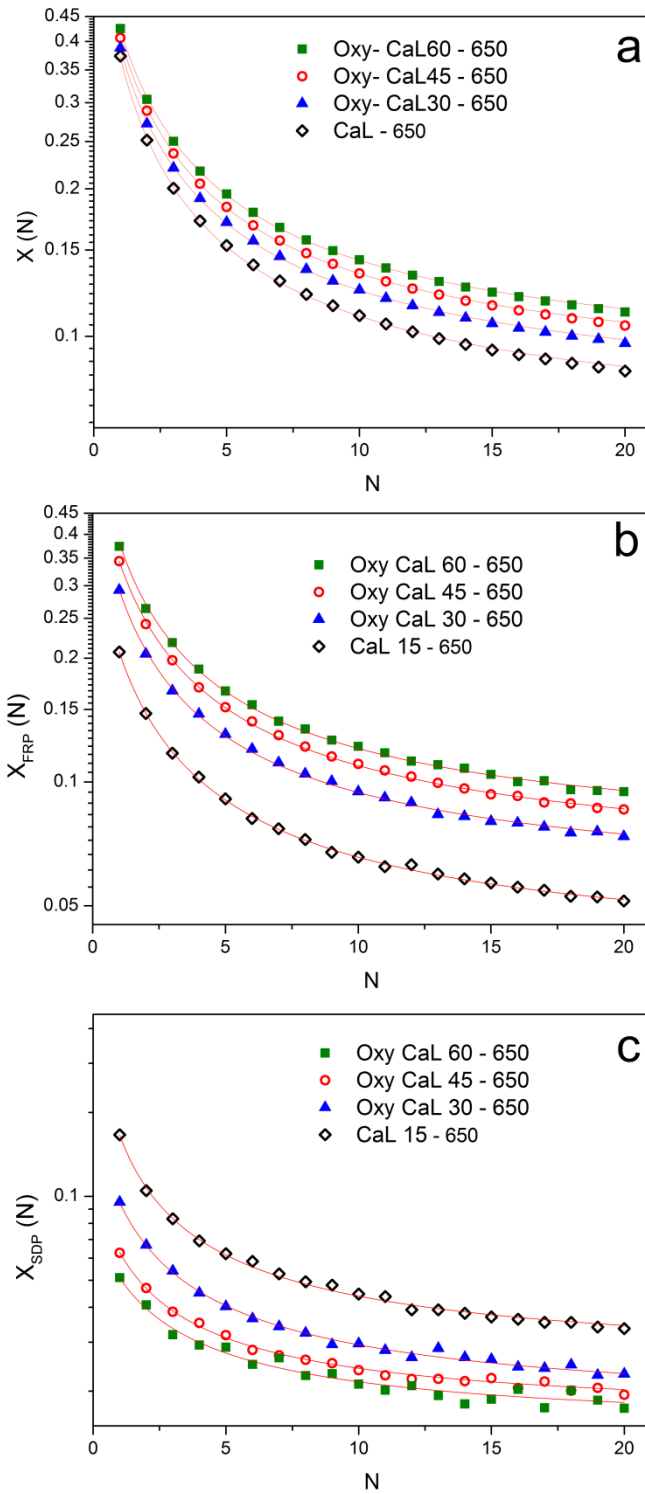 a
Oxy- CaL60 - 650
Oxy- CaL45 - 650
Oxy- CaL30 - 650
CaL - 650
X (N)
0.45
0.4
0.35
0.3
0.25
0.2
0.15
0.1
0 5 10 15 20
N
b
Oxy CaL 60 - 650
Oxy CaL 45 - 650
Oxy CaL 30 - 650
CaL 15 - 650
X_FRP (N)
0.45
0.4
0.35
0.3
0.25
0.2
0.15
0.1
0.05
0 5 10 15 20
N
c
Oxy CaL 60 - 650
Oxy CaL 45 - 650
Oxy CaL 30 - 650
CaL 15 - 650
X_SDP (N)
0.1
0 5 10 15 20
N